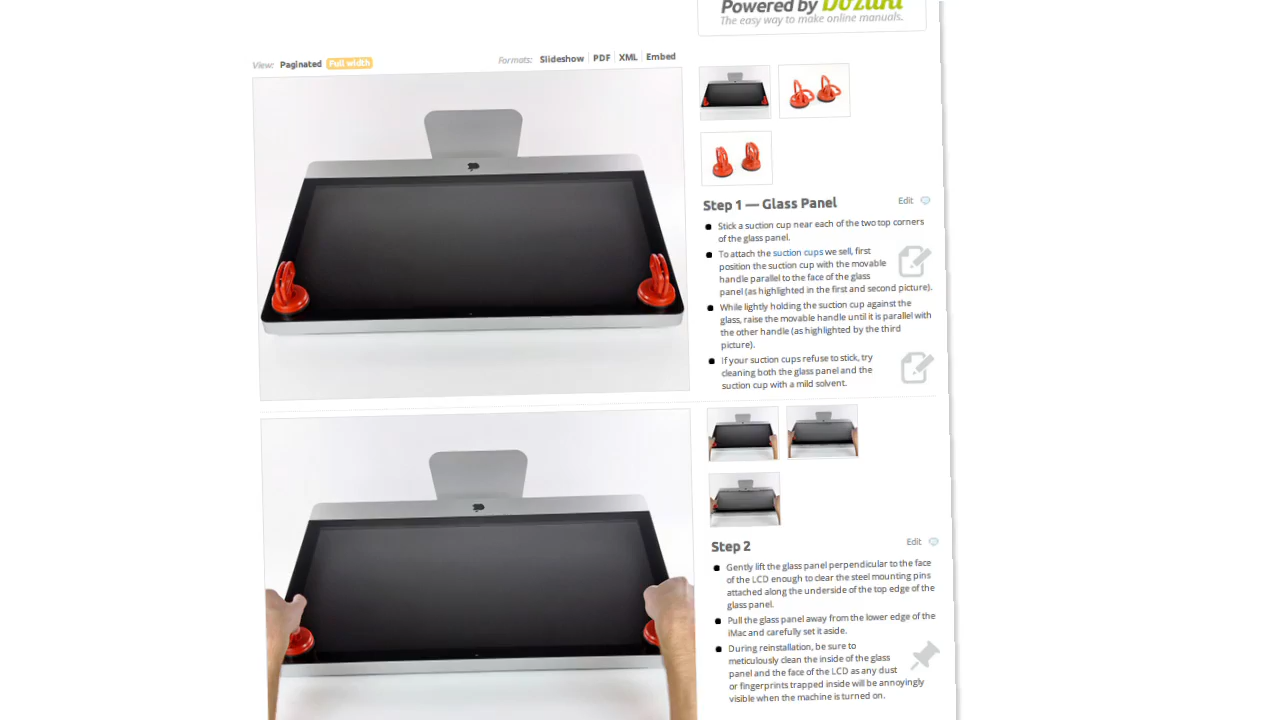 Powered by Dozuki
The easy way to make online manuals.
View: Paginated Full width
Formats: Slideshow PDF XML Embed
Step 1 — Glass Panel
Edit
Stick a suction cup near each of the two top corners
of the glass panel.
To attach the suction cups we sell, first
position the suction cup with the movable
handle parallel to the face of the glass
panel (as highlighted in the first and second picture).
While lightly holding the suction cup against the
glass, raise the movable handle until it is parallel with
the other handle (as highlighted by the third
picture).
If your suction cups refuse to stick, try
cleaning both the glass panel and the
suction cup with a mild solvent.
Step 2
Edit
Gently lift the glass panel perpendicular to the face
of the LCD enough to clear the steel mounting pins
attached along the underside of the top edge of the
glass panel.
Pull the glass panel away from the lower edge of the
iMac and carefully set it aside.
During reinstallation, be sure to
meticulously clean the inside of the glass
panel and the face of the LCD as any dust
or fingerprints trapped inside will be annoyingly
visible when the machine is turned on.